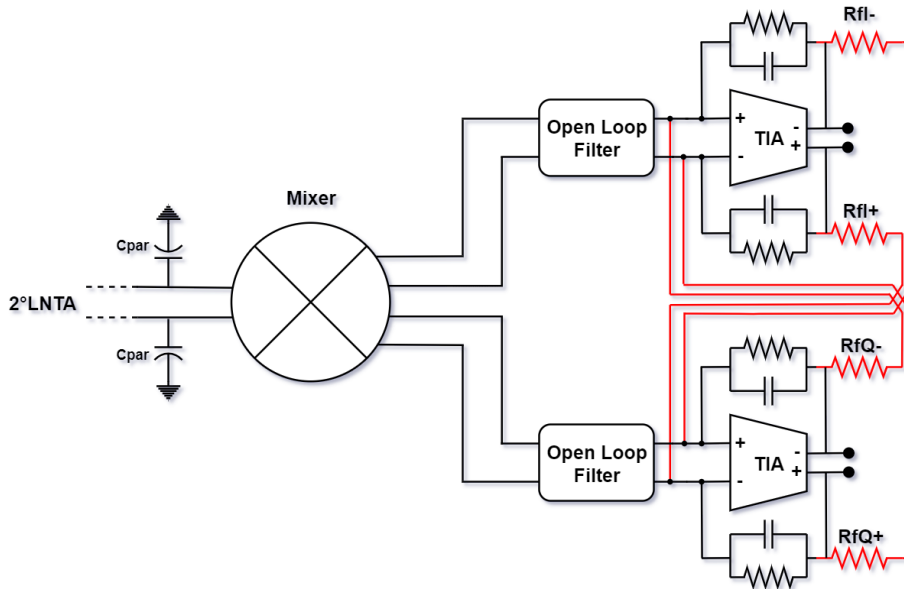 RfI-
+
-
TIA
-
+
Open Loop
Filter
Mixer
Cpar
RfI+
2°LNTA
Cpar
RfQ-
+
-
TIA
-
+
Open Loop
Filter
RfQ+